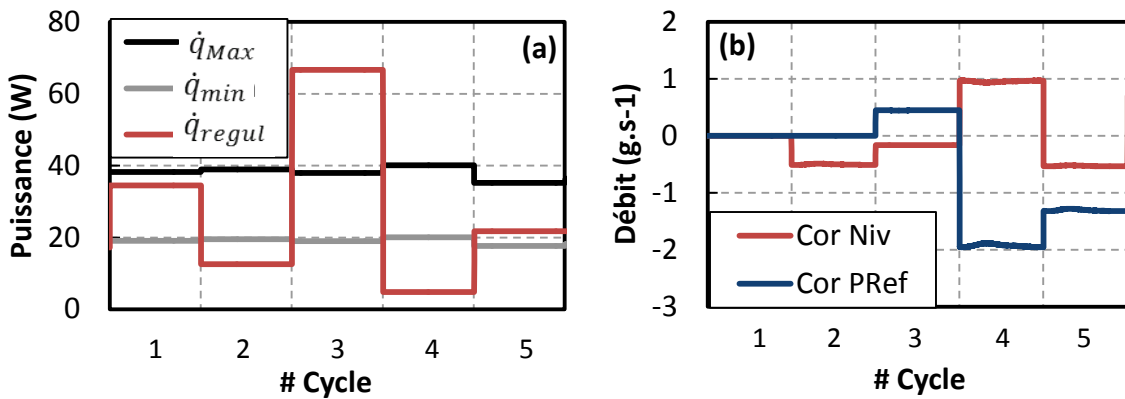 Puissance (W)
80
60
40
20
0
q̇Max
q̇min
q̇regul
(a)
1 2 3 4 5
# Cycle
Débit (g.s-1)
2
1
0
-1
-2
-3
(b)
Cor Niv
Cor PRef
1 2 3 4 5
# Cycle